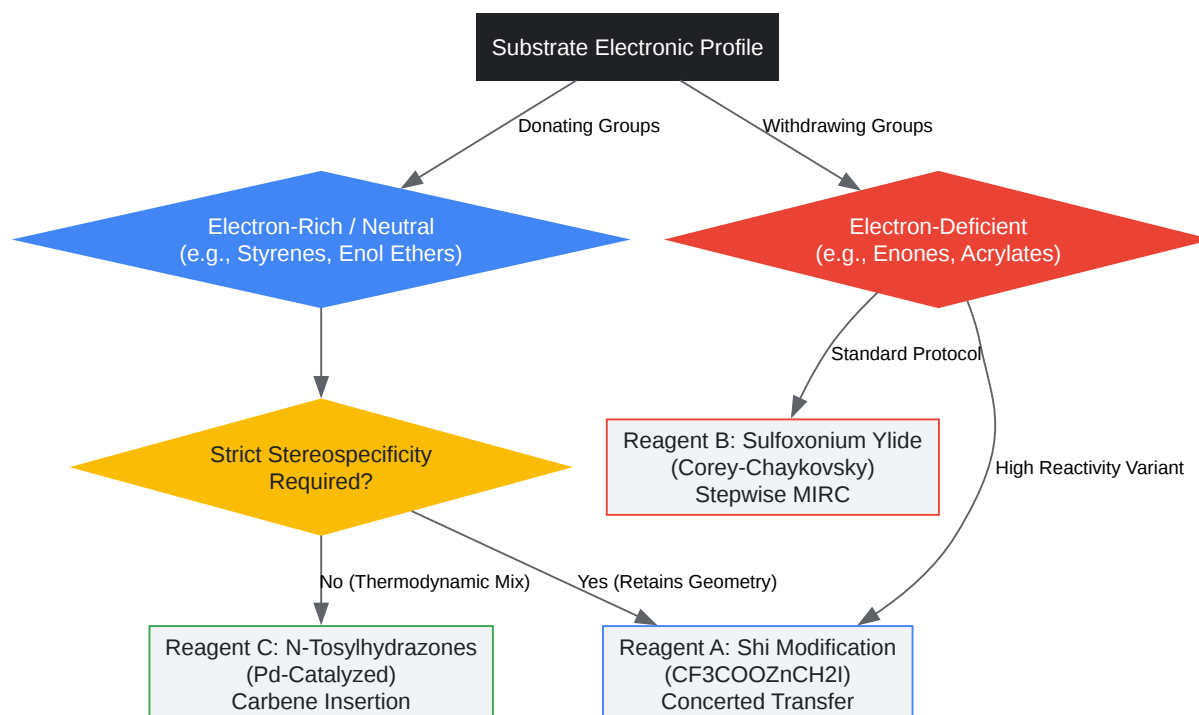 Substrate Electronic Profile
Donating Groups
Withdrawing Groups
Electron-Rich / Neutral
(e.g., Styrenes, Enol Ethers)
Electron-Deficient
(e.g., Enones, Acrylates)
Standard Protocol
Reagent B: Sulfoxonium Ylide
(Corey-Chaykovsky)
Stepwise MIRC
High Reactivity Variant
Strict Stereospecificity
Required?
No (Thermodynamic Mix)
Yes (Retains Geometry)
Reagent C: N-Tosylhydrazones
(Pd-Catalyzed)
Carbene Insertion
Reagent A: Shi Modification
(CF3COOZnCH2I)
Concerted Transfer